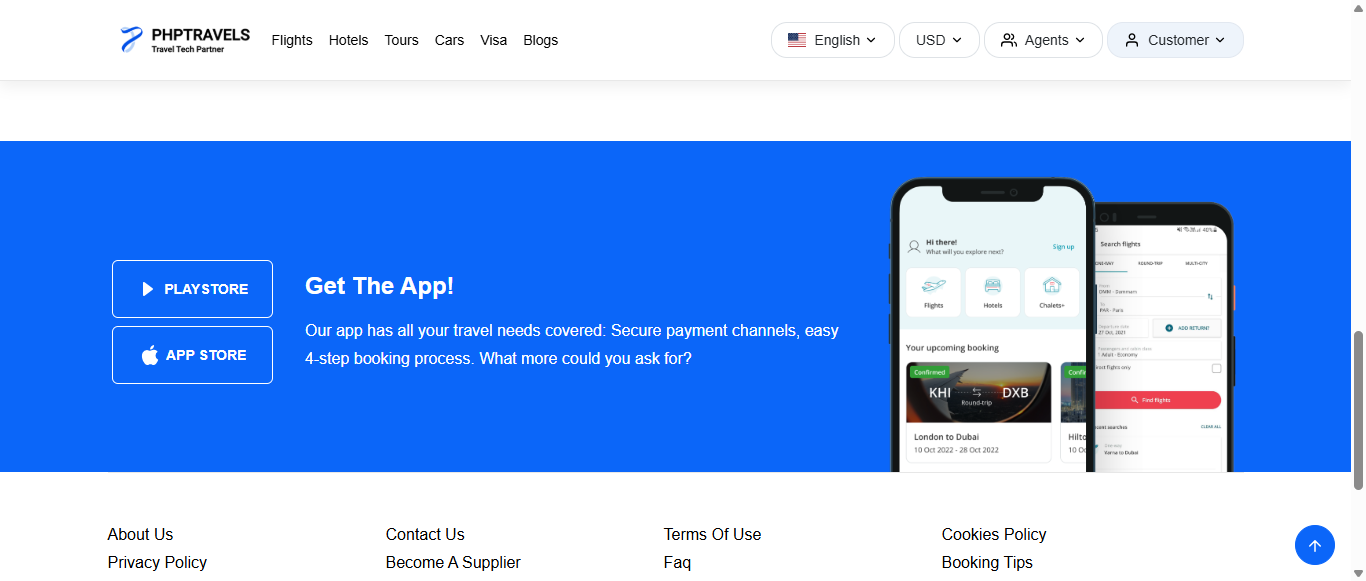 PHPTRAVELS
Travel Tech Partner
Flights Hotels Tours Cars Visa Blogs
English USD Agents Customer
PLAYSTORE
APP STORE
Get The App!
Our app has all your travel needs covered: Secure payment channels, easy
4-step booking process. What more could you ask for?
Hi there!
What will you explore next?
Sign up
Flights Hotels Chalets+
Your upcoming booking
Confirmed
KHI DXB
Round-trip
London to Dubai
10 Oct 2022 - 28 Oct 2022
Search flights
ROUND-TRIP MULTI-CITY
ADD RETURN?
Find flights
CLEAR ALL
Varna to Dubai
About Us Contact Us Terms Of Use Cookies Policy
Privacy Policy Become A Supplier Faq Booking Tips